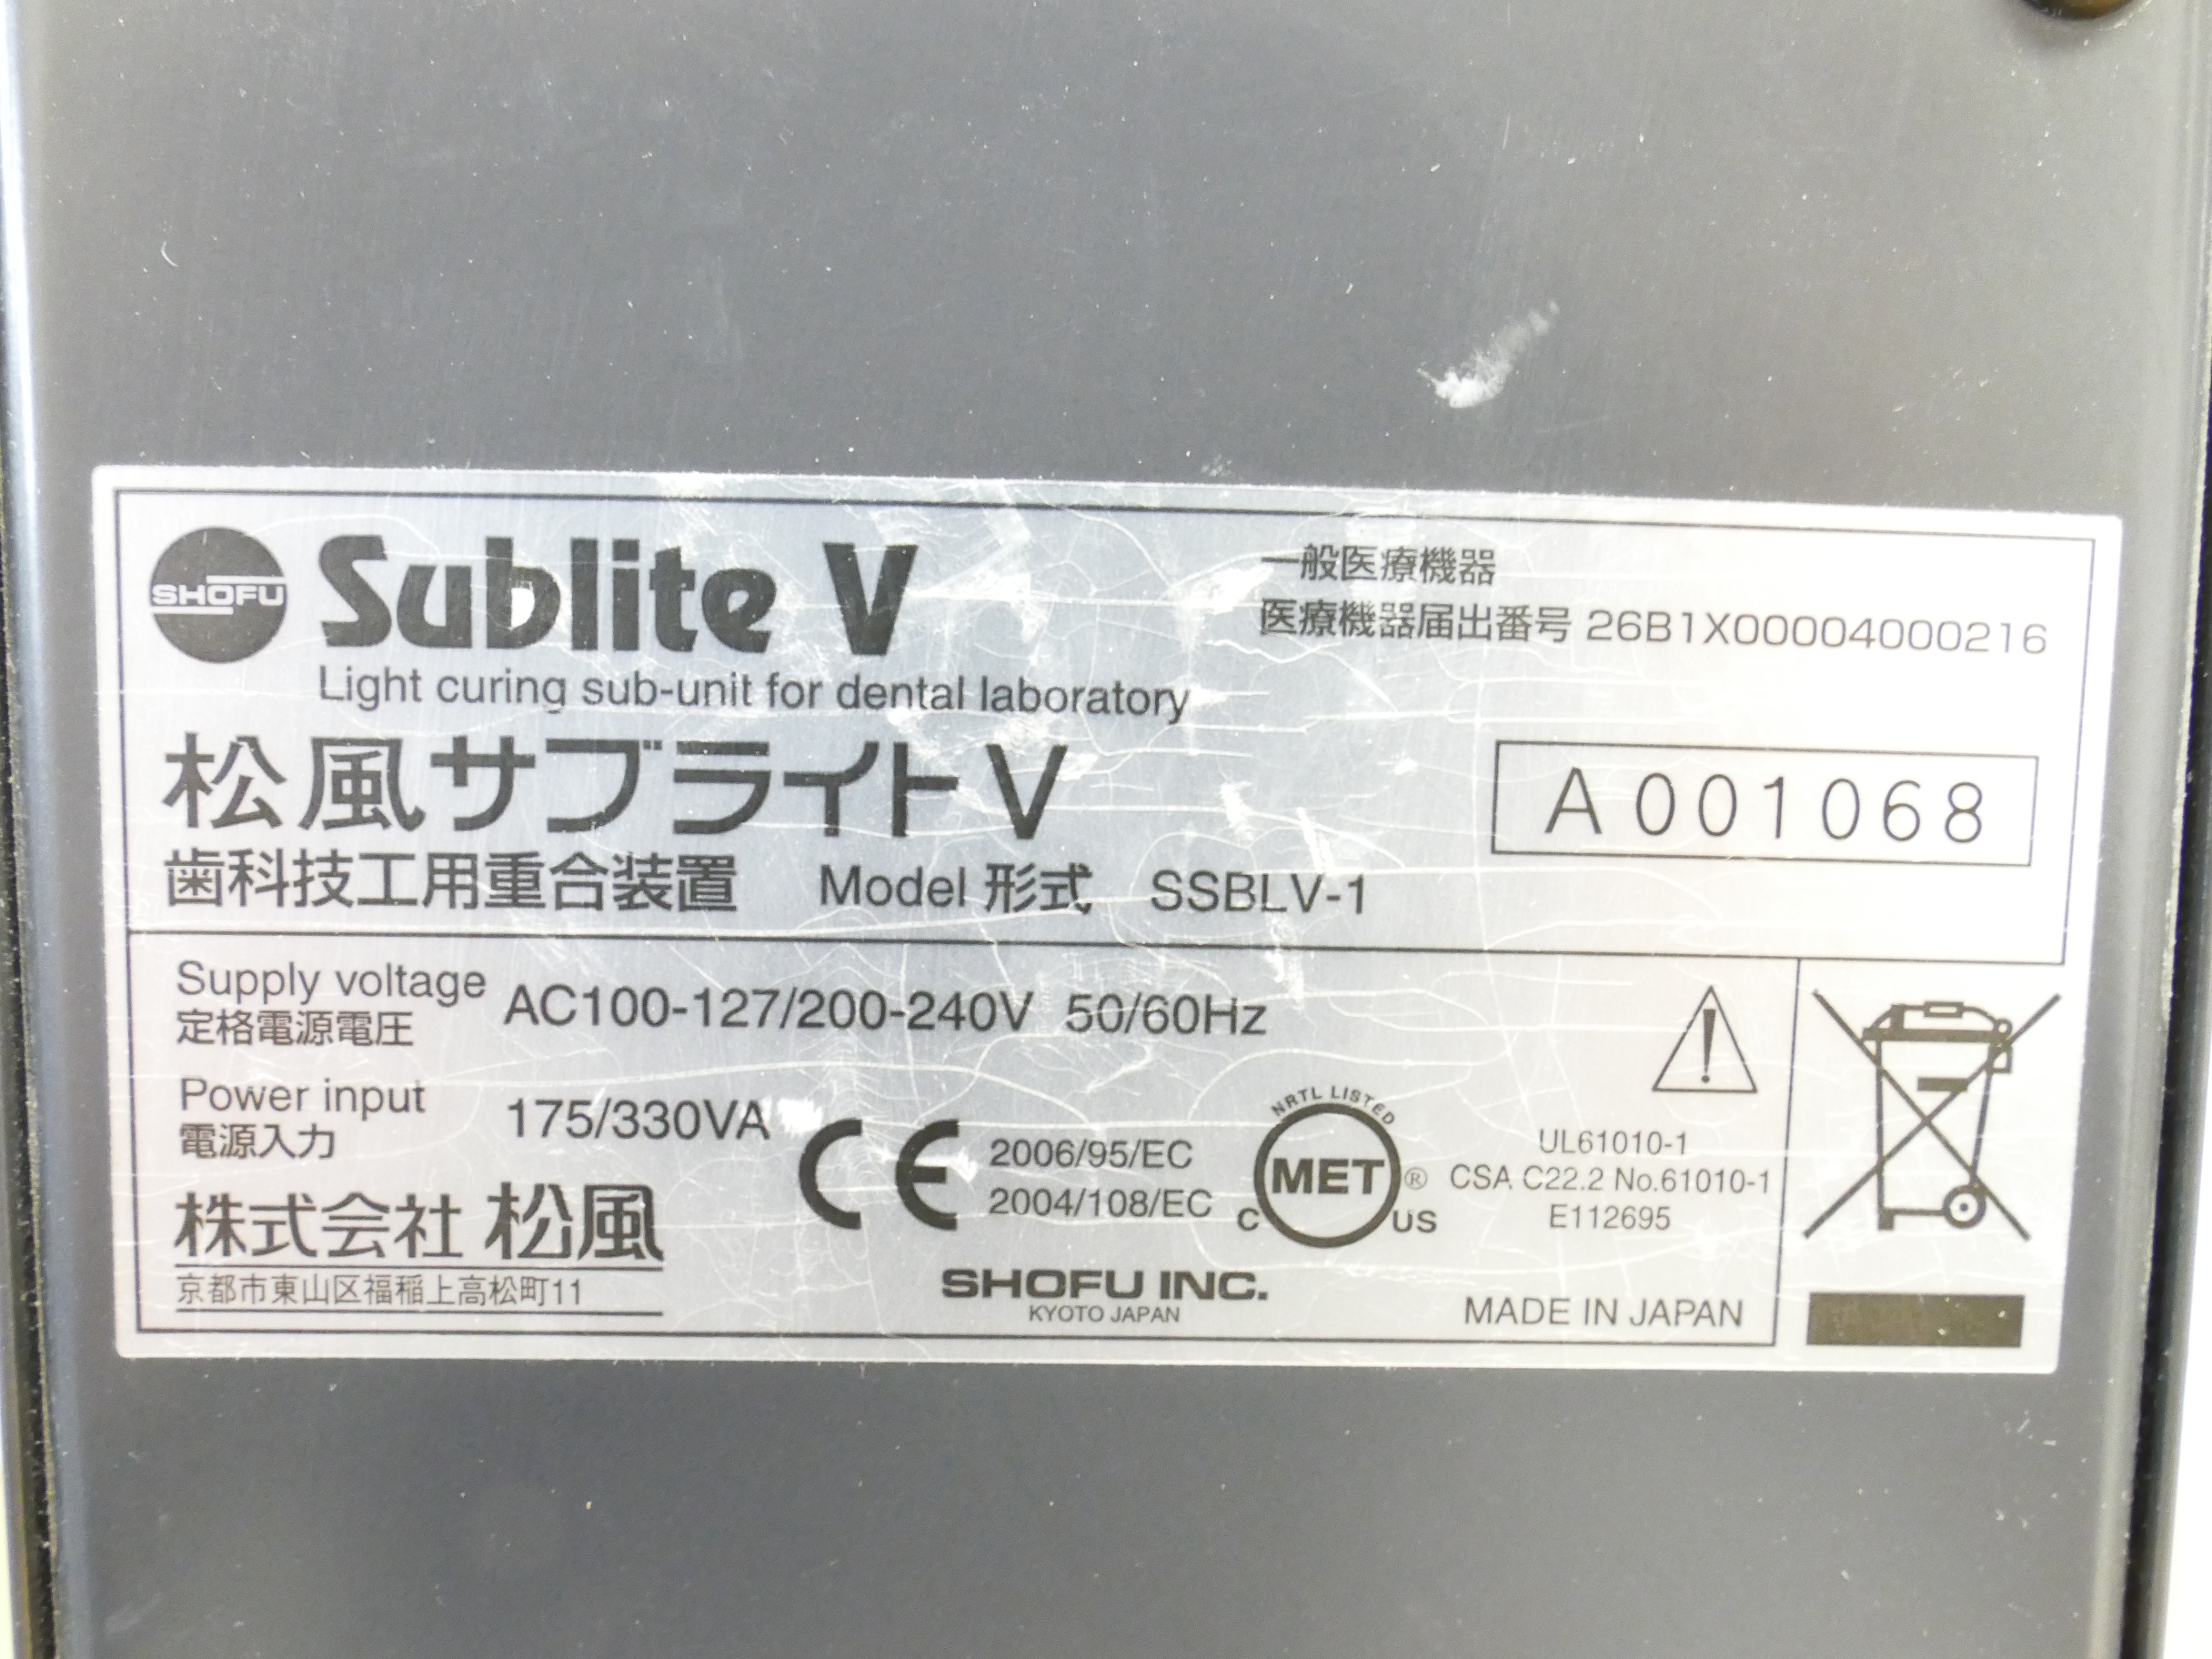 SHOFU
Sublite V
Light curing sub-unit for dental laboratory
一般医療機器
医療機器届出番号 26B1X00004000216
松風サブライトV
A001068
歯科技工用重合装置 Model 形式 SSBLV-1
Supply voltage
定格電源電圧
AC100-127/200-240V 50/60Hz
Power input
電源入力
175/330VA
株式会社 松風
京都市東山区福稲上高松町11
CE
2006/95/EC
2004/108/EC
NRTL LISTED
MET
®
C
US
UL61010-1
CSA C22.2 No.61010-1
E112695
SHOFU INC.
KYOTO JAPAN
MADE IN JAPAN